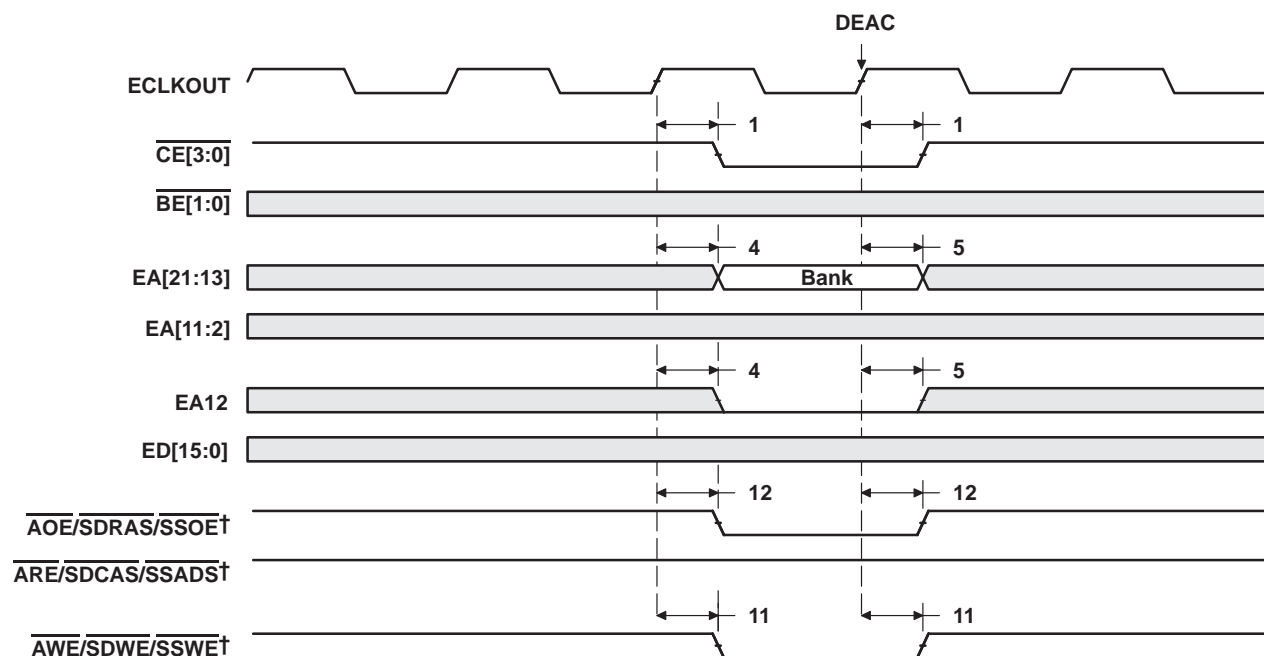 DEAC
ECLKOUT
1 1
CE[3:0]
BE[1:0]
4 5
EA[21:13] Bank
EA[11:2]
4 5
EA12
ED[15:0]
12 12
AOE/SDRAS/SSOE†
ARE/SDCAS/SSADS†
11 11
AWE/SDWE/SSWE†